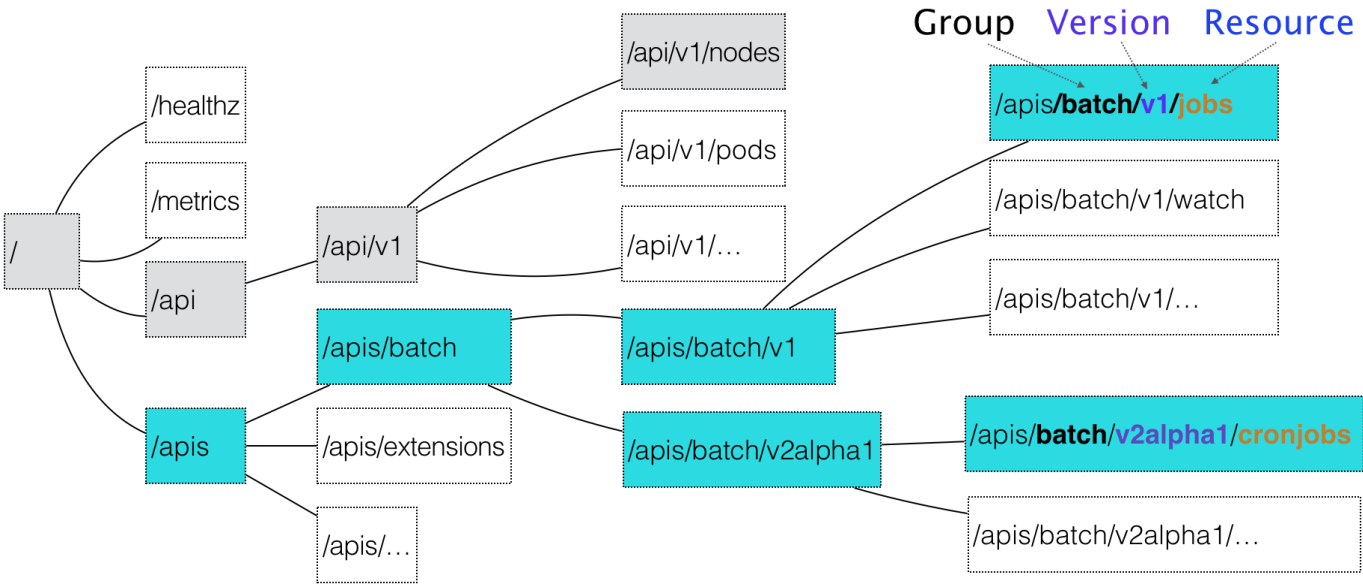 Group Version Resource
/
/healthz
/metrics
/api
/apis
/api/v1
/apis/batch
/apis/extensions
/apis/...
/api/v1/nodes
/api/v1/pods
/api/v1/...
/apis/batch/v1
/apis/batch/v2alpha1
/apis/batch/v1/jobs
/apis/batch/v1/watch
/apis/batch/v1/...
/apis/batch/v2alpha1/cronjobs
/apis/batch/v2alpha1/...